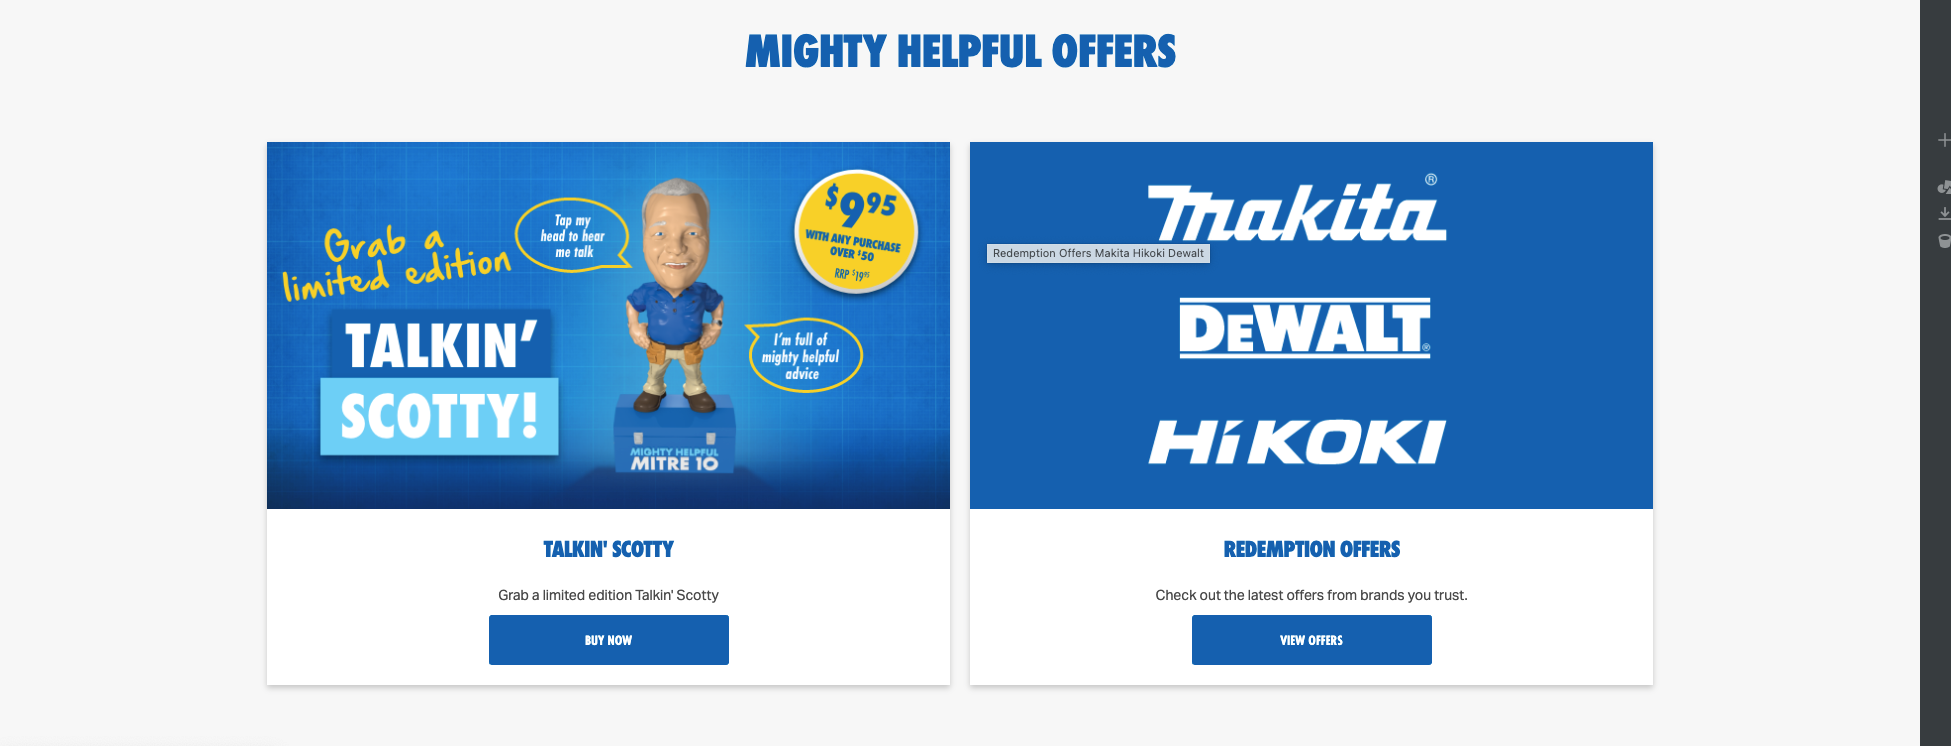 MIGHTY HELPFUL OFFERS
Grab a
limited edition
TALKIN'
SCOTTY!
Tap my
head to hear
me talk
$9.95
WITH ANY PURCHASE
OVER $50
RRP $19.95
I'm full of
mighty helpful
advice
MIGHTY HELPFUL
MITRE 10
makita®
Redemption Offers Makita Hikoki Dewalt
DEWALT®
HiKOKI
TALKIN' SCOTTY
Grab a limited edition Talkin' Scotty
BUY NOW
REDEMPTION OFFERS
Check out the latest offers from brands you trust.
VIEW OFFERS